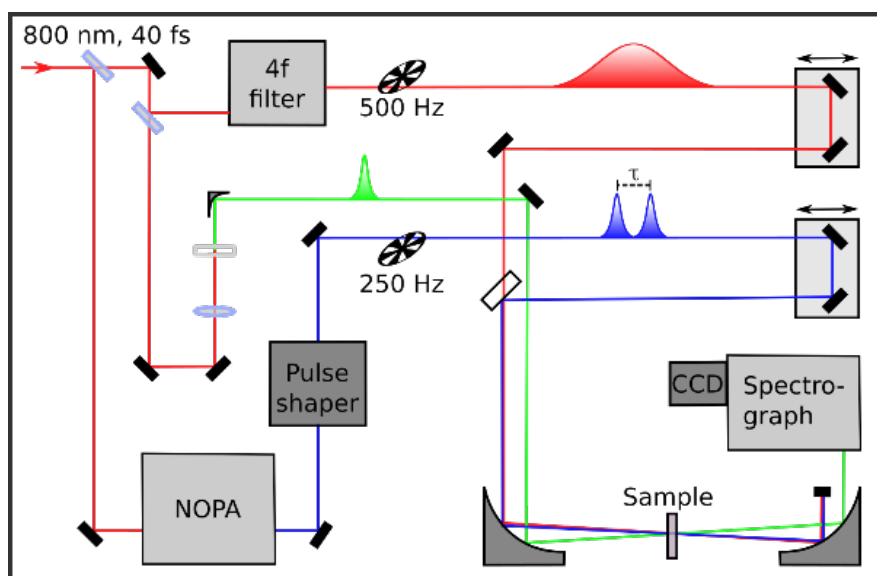 800 nm, 40 fs
4f
filter
500 Hz
τ
250 Hz
Pulse
shaper
CCD
Spectro-
graph
Sample
NOPA